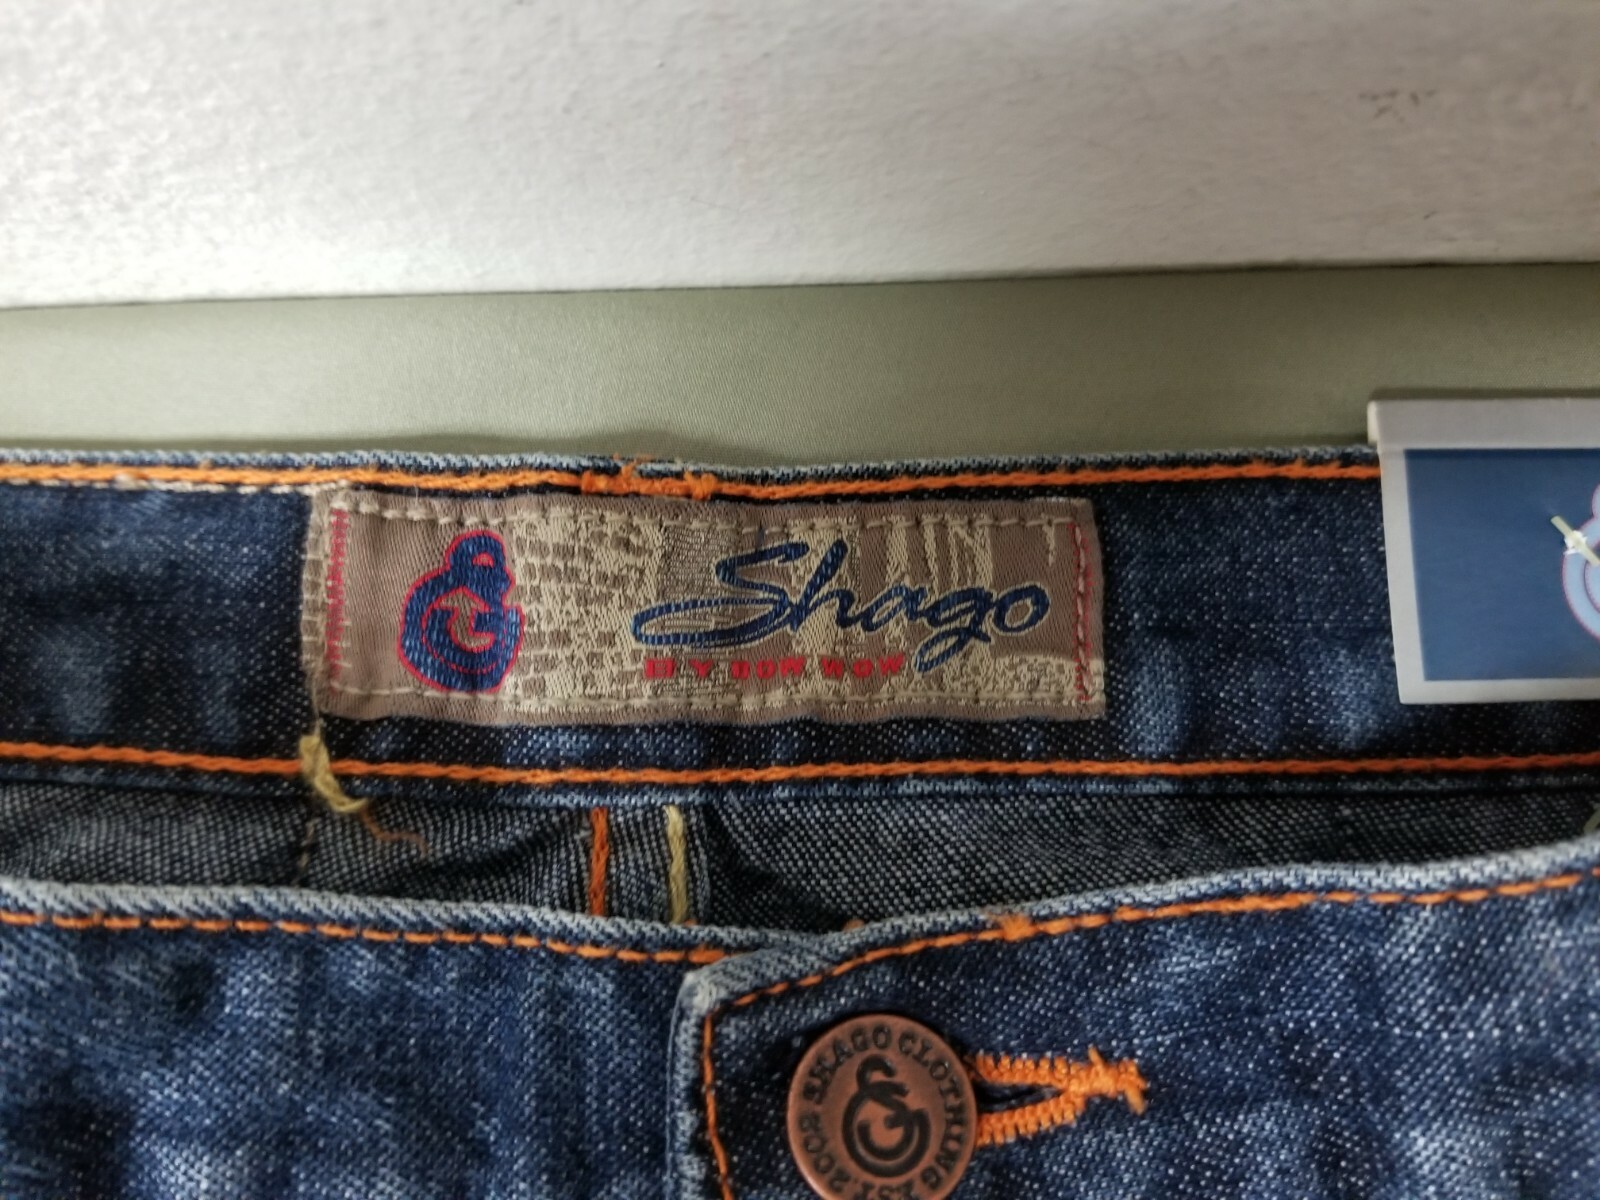 Shago
BY BOW WOW
SHAGO CLOTHING EST. 2005